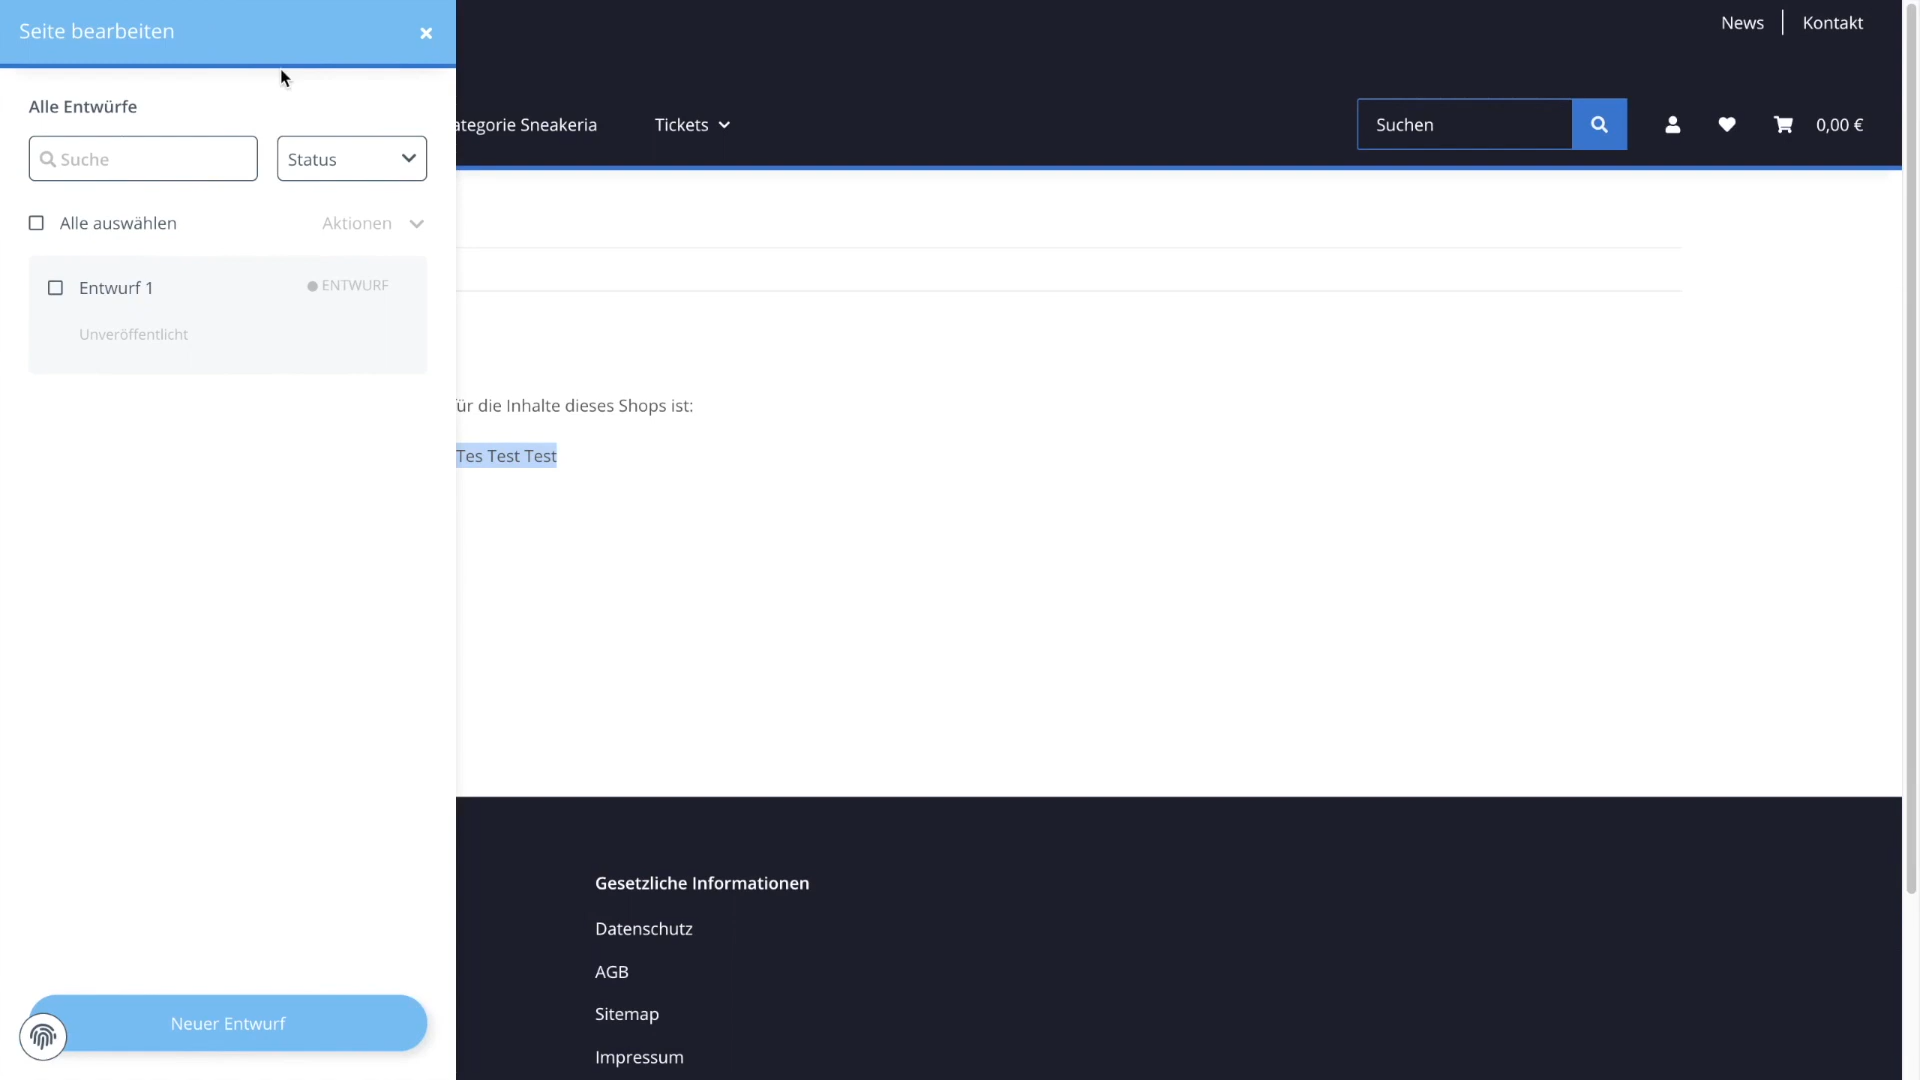 Seite bearbeiten
News
Kontakt
Alle Entwürfe
Suche
Status
ategorie Sneakeria
Tickets
Suchen
0,00 €
Alle auswählen
Aktionen
Entwurf 1
ENTWURF
Unveröffentlicht
für die Inhalte dieses Shops ist:
Tes Test Test
Gesetzliche Informationen
Datenschutz
AGB
Sitemap
Impressum
Neuer Entwurf